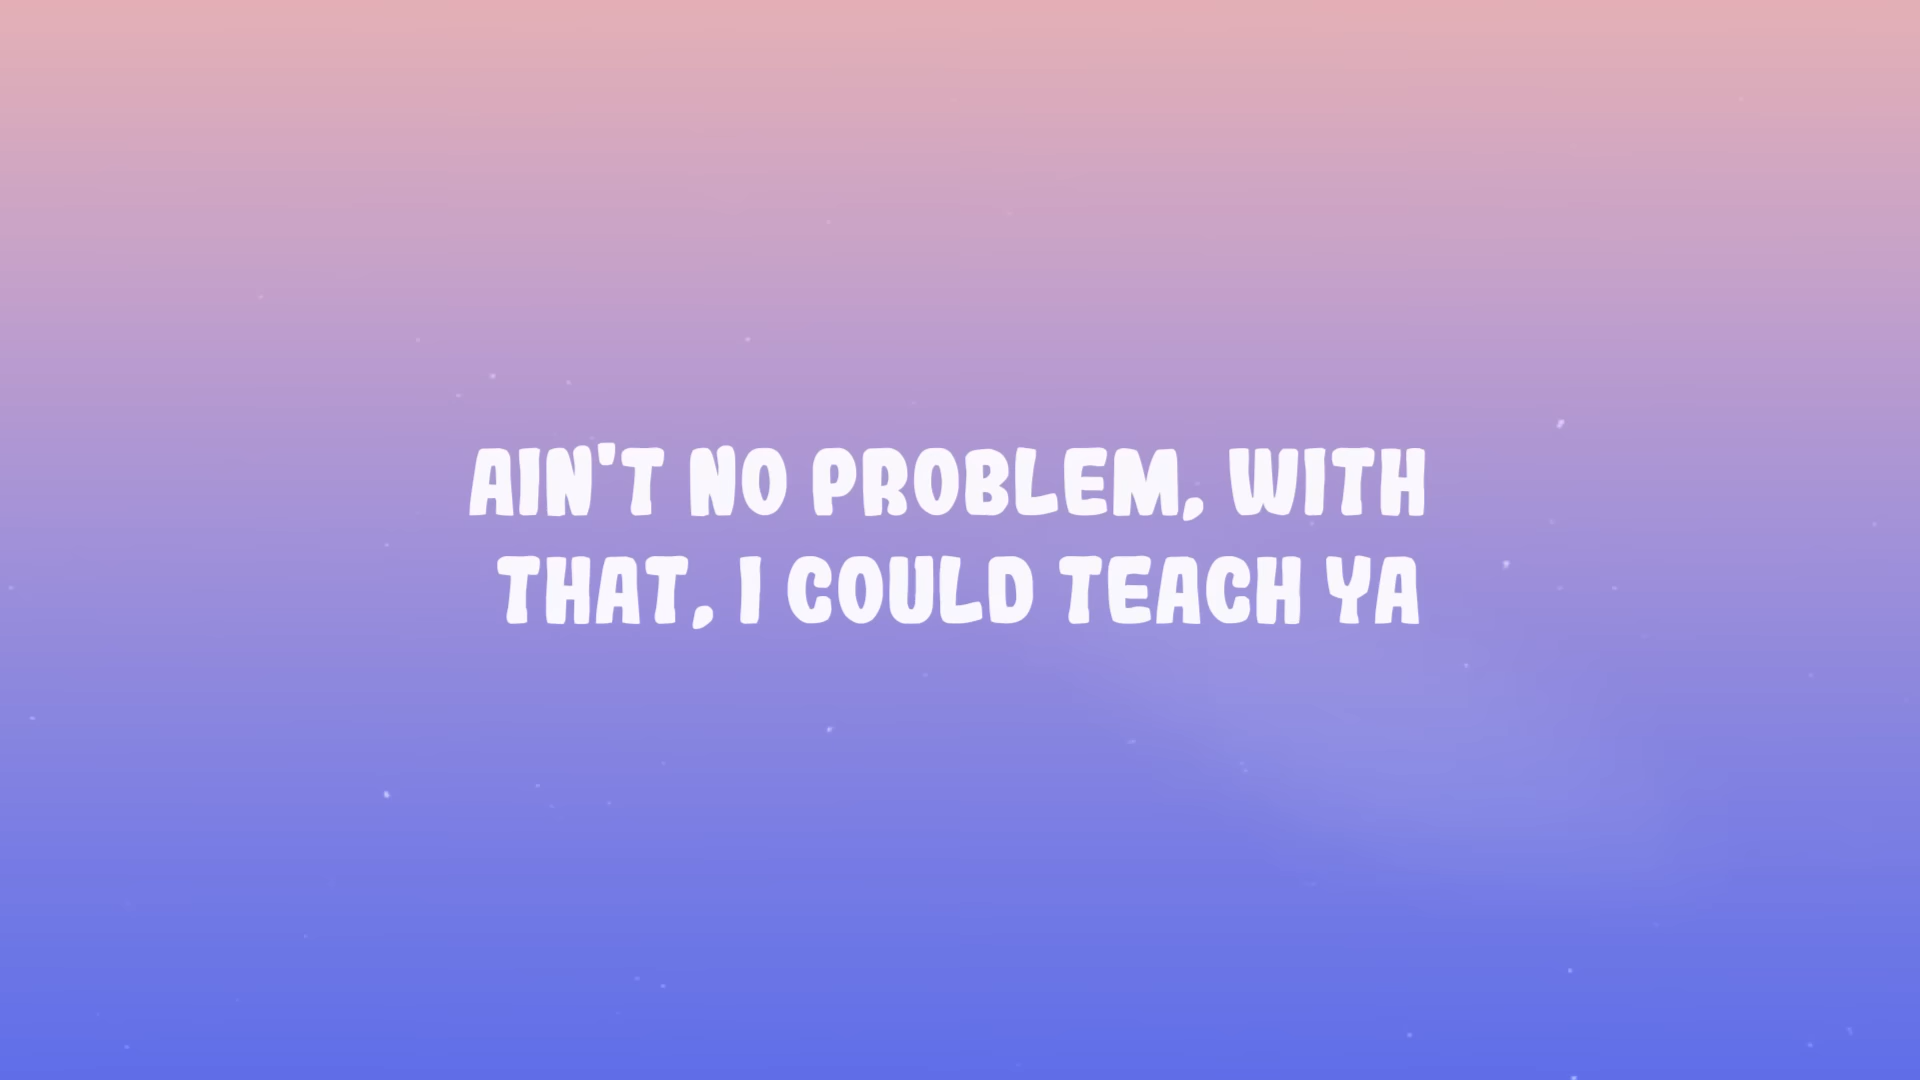 AIN'T NO PROBLEM, WITH
THAT, I COULD TEACH YA